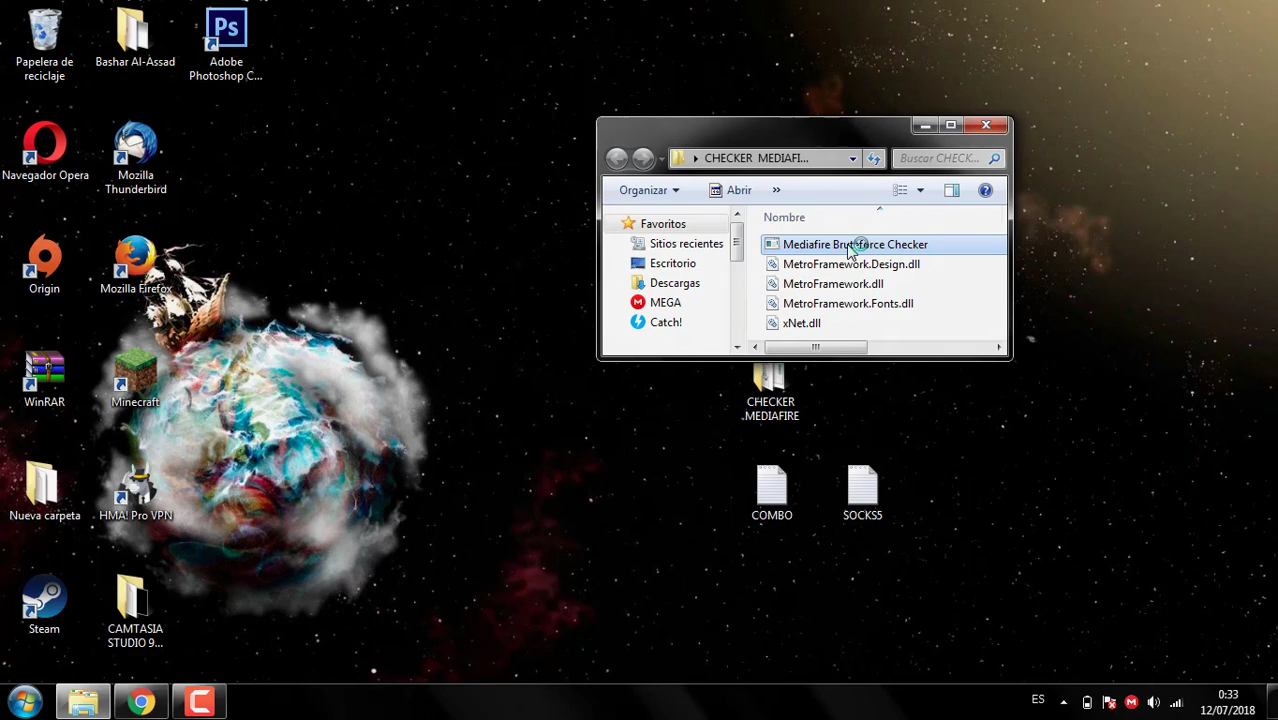 Papelera de
reciclaje
Bashar Al-Assad
Ps
Adobe
Photoshop C...
Navegador Opera
Mozilla
Thunderbird
Origin
Mozilla Firefox
WinRAR
Minecraft
Nueva carpeta
HMA! Pro VPN
Steam
CAMTASIA
STUDIO 9...
CHECKER MEDIAFI...
Buscar CHECK...
Organizar
Abrir
»
Favoritos
Sitios recientes
Escritorio
Descargas
MEGA
Catch!
Nombre
Mediafire Bruteforce Checker
MetroFramework.Design.dll
MetroFramework.dll
MetroFramework.Fonts.dll
xNet.dll
CHECKER
MEDIAFIRE
COMBO
SOCKS5
ES
0:33
12/07/2018